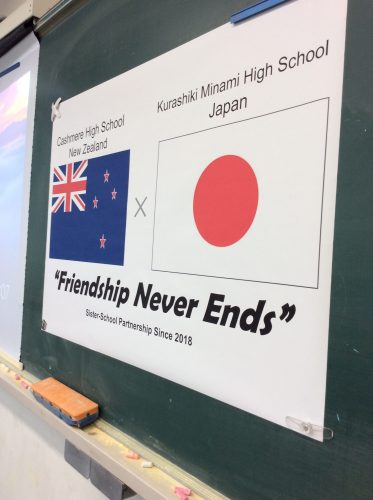 Cashmere High School
New Zealand
Kurashiki Minami High School
Japan
X
"Friendship Never Ends"
Sister-School Partnership Since 2018